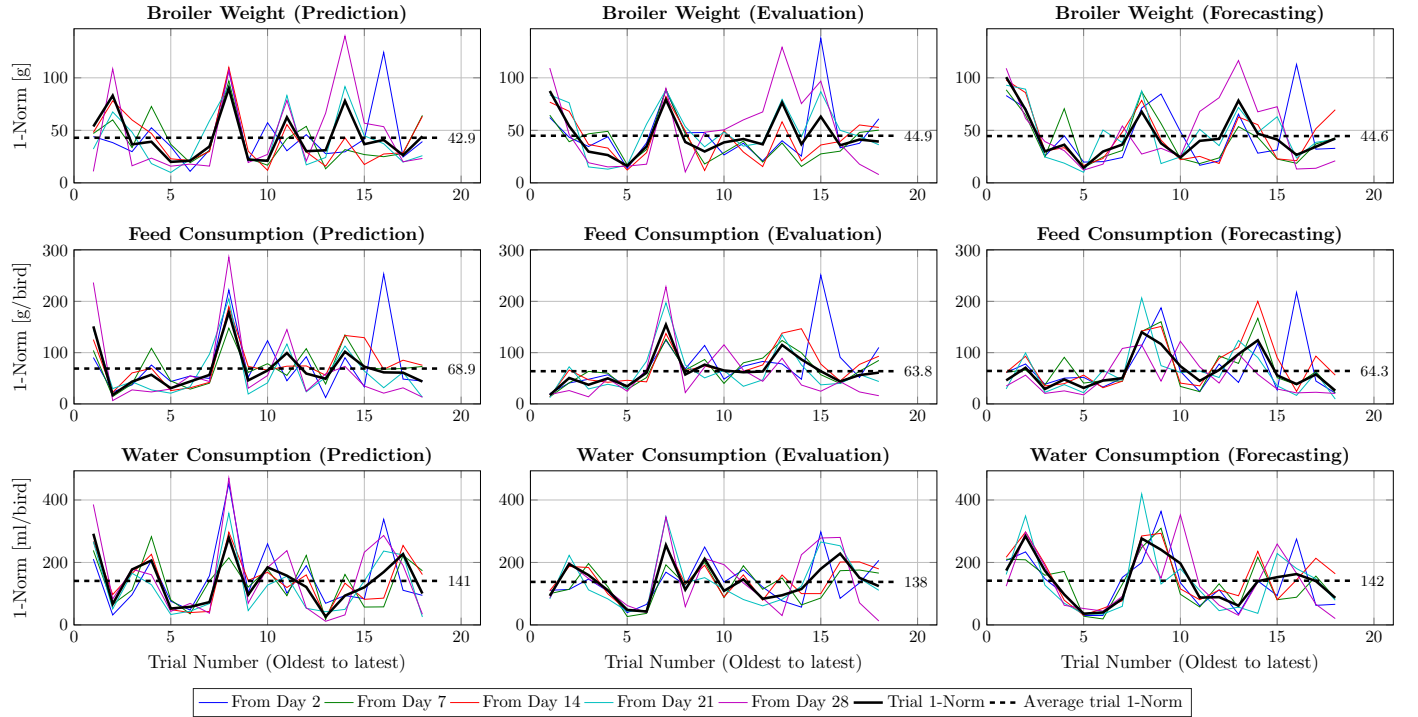 Broiler Weight (Prediction)
Broiler Weight (Evaluation)
Broiler Weight (Forecasting)
1-Norm [g]
100
50
0
42.9
0 5 10 15 20
100
50
0
44.9
0 5 10 15 20
100
50
0
44.6
0 5 10 15 20
Feed Consumption (Prediction)
Feed Consumption (Evaluation)
Feed Consumption (Forecasting)
1-Norm [g/bird]
300
200
100
0
68.9
0 5 10 15 20
300
200
100
0
63.8
0 5 10 15 20
300
200
100
0
64.3
0 5 10 15 20
Water Consumption (Prediction)
Water Consumption (Evaluation)
Water Consumption (Forecasting)
1-Norm [ml/bird]
400
200
0
141
0 5 10 15 20
400
200
0
138
0 5 10 15 20
400
200
0
142
0 5 10 15 20
Trial Number (Oldest to latest)
Trial Number (Oldest to latest)
Trial Number (Oldest to latest)
From Day 2 From Day 7 From Day 14 From Day 21 From Day 28 Trial 1-Norm Average trial 1-Norm